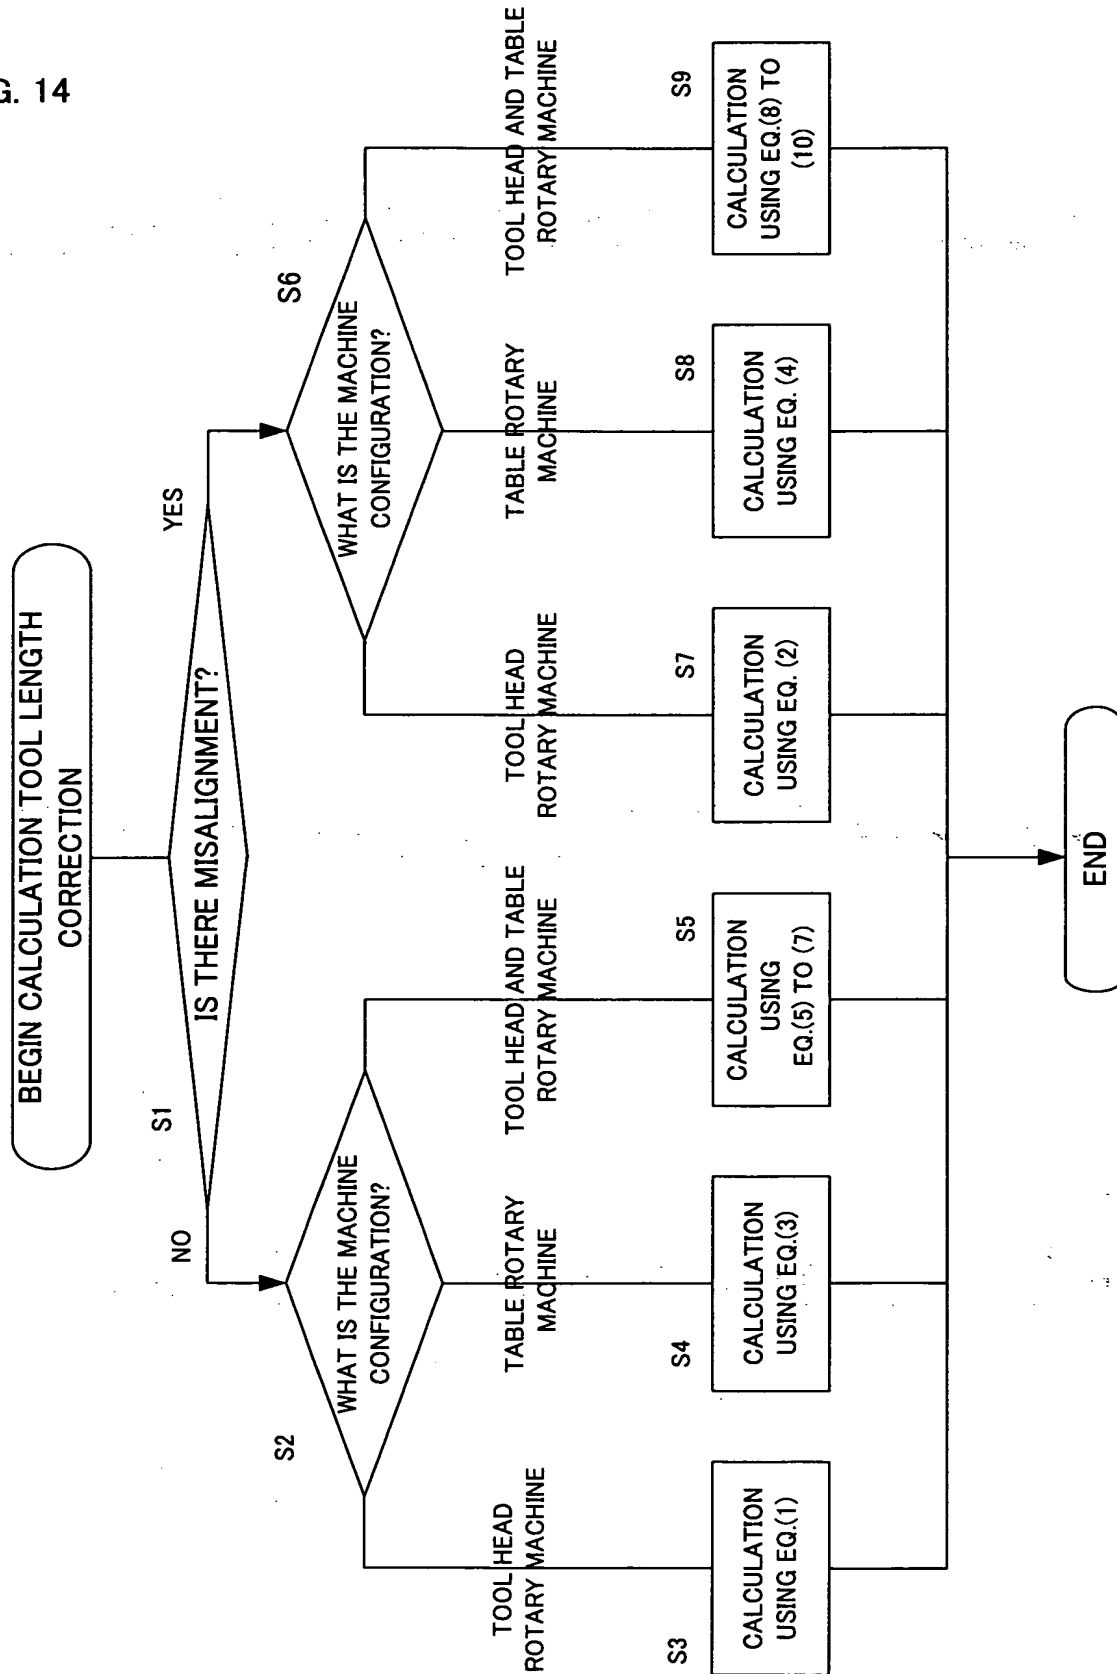 G. 14
BEGIN CALCULATION TOOL LENGTH
CORRECTION
S1
IS THERE MISALIGNMENT?
NO
YES
S2
WHAT IS THE MACHINE
CONFIGURATION?
S6
WHAT IS THE MACHINE
CONFIGURATION?
TOOL HEAD
ROTARY MACHINE
TABLE ROTARY
MACHINE
TOOL HEAD AND TABLE
ROTARY MACHINE
TOOL HEAD
ROTARY MACHINE
TABLE ROTARY
MACHINE
TOOL HEAD AND TABLE
ROTARY MACHINE
S3
CALCULATION
USING EQ.(1)
S4
CALCULATION
USING EQ.(3)
S5
CALCULATION
USING
EQ.(5) TO (7)
S7
CALCULATION
USING EQ. (2)
S8
CALCULATION
USING EQ. (4)
S9
CALCULATION
USING EQ.(8) TO
(10)
END